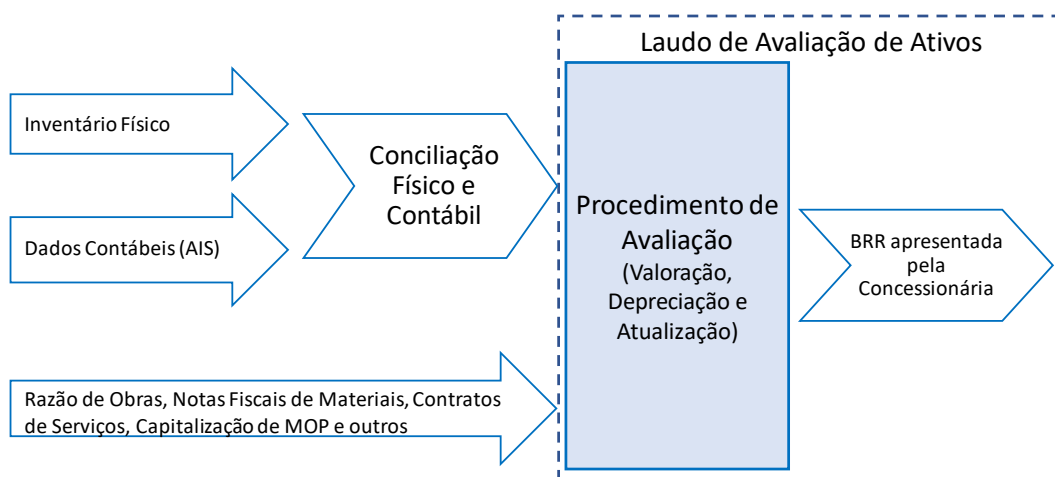 Laudo de Avaliação de Ativos
Inventário Físico
Conciliação
Físico e
Contábil
Dados Contábeis (AIS)
Procedimento de
Avaliação
(Valoração,
Depreciação e
Atualização)
BRR apresentada
pela
Concessionária
Razão de Obras, Notas Fiscais de Materiais, Contratos
de Serviços, Capitalização de MOP e outros